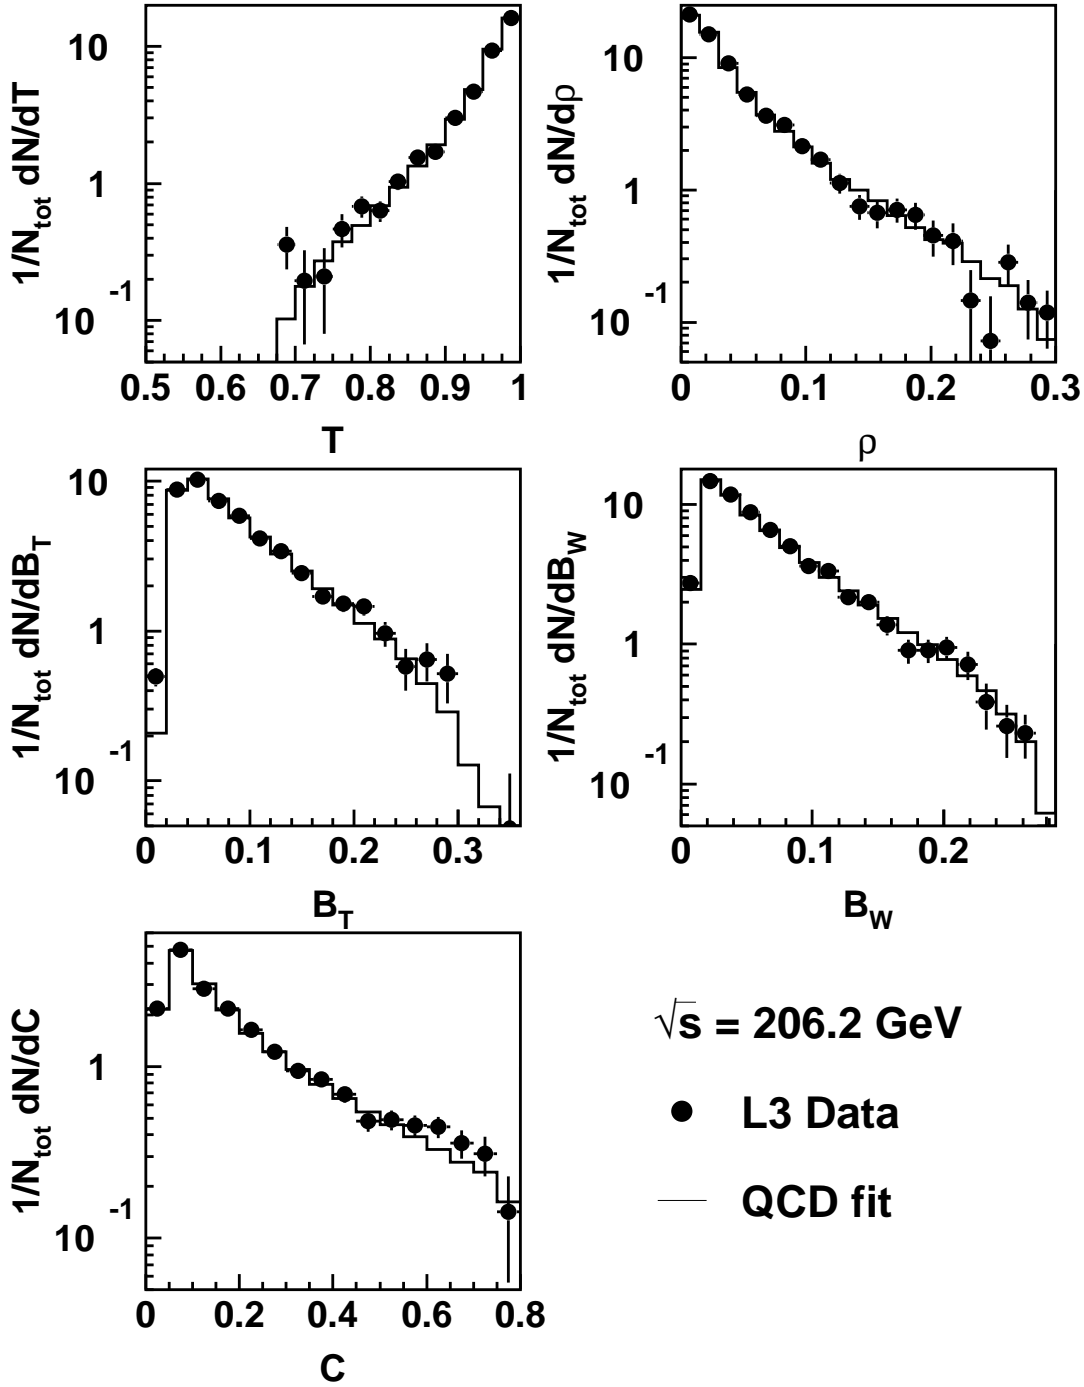 1/N_tot dN/dT
10
1
10^-1
0.5 0.6 0.7 0.8 0.9 1
T
1/N_tot dN/dρ
10
1
10^-1
0 0.1 0.2 0.3
ρ
1/N_tot dN/dB_T
10
1
10^-1
0 0.1 0.2 0.3
B_T
1/N_tot dN/dB_W
10
1
10^-1
0 0.1 0.2
B_W
1/N_tot dN/dC
1
10^-1
0 0.2 0.4 0.6 0.8
C
√s = 206.2 GeV
L3 Data
QCD fit